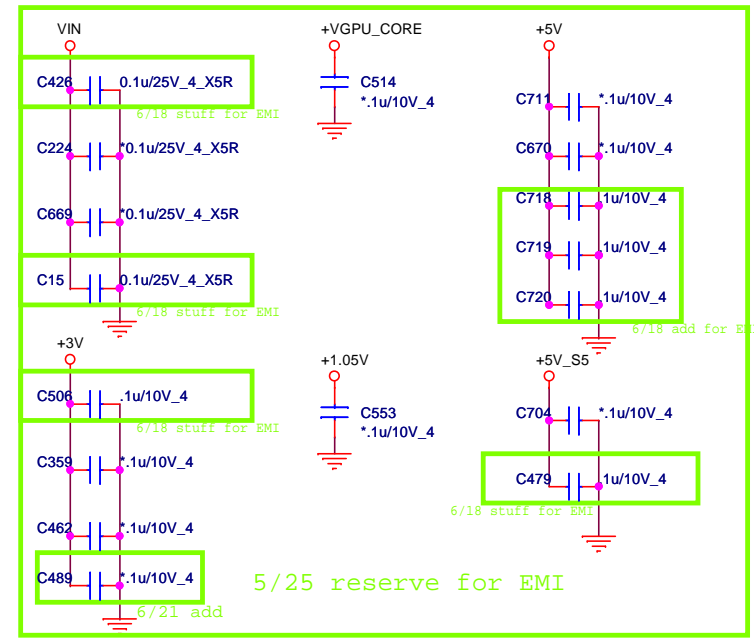 VIN
C426 0.1u/25V_4_X5R
6/18 stuff for EMI
C224 *0.1u/25V_4_X5R
C669 *0.1u/25V_4_X5R
C15 0.1u/25V_4_X5R
6/18 stuff for EMI
+VGPU_CORE
C514
*.1u/10V_4
+5V
C711 *.1u/10V_4
C670 *.1u/10V_4
C718 .1u/10V_4
C719 .1u/10V_4
C720 .1u/10V_4
6/18 add for EM
+3V
C506 .1u/10V_4
6/18 stuff for EMI
C359 *.1u/10V_4
C462 *.1u/10V_4
C489 *.1u/10V_4
6/21 add
+1.05V
C553
*.1u/10V_4
+5V_S5
C704 *.1u/10V_4
C479 .1u/10V_4
6/18 stuff for EMI
5/25 reserve for EMI